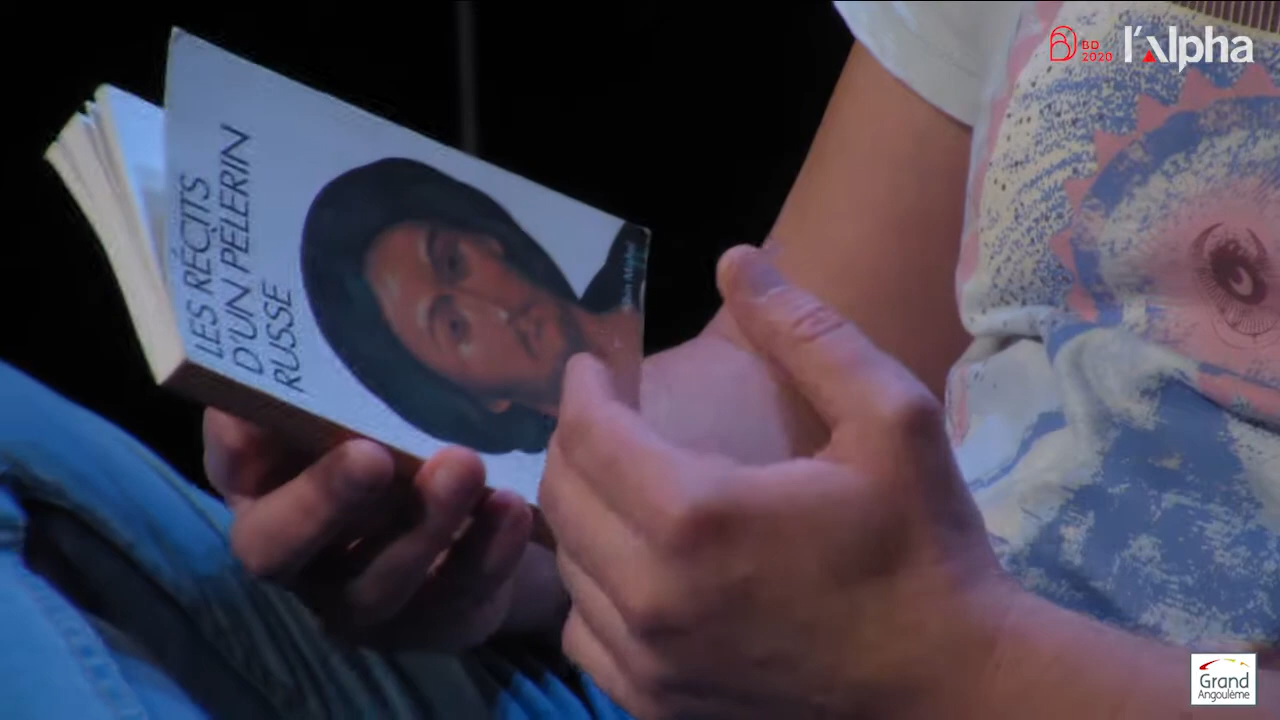 BD
2020
l'Alpha
LES RÉCITS
D'UN PÈLERIN
RUSSE
Grand
Angoulême